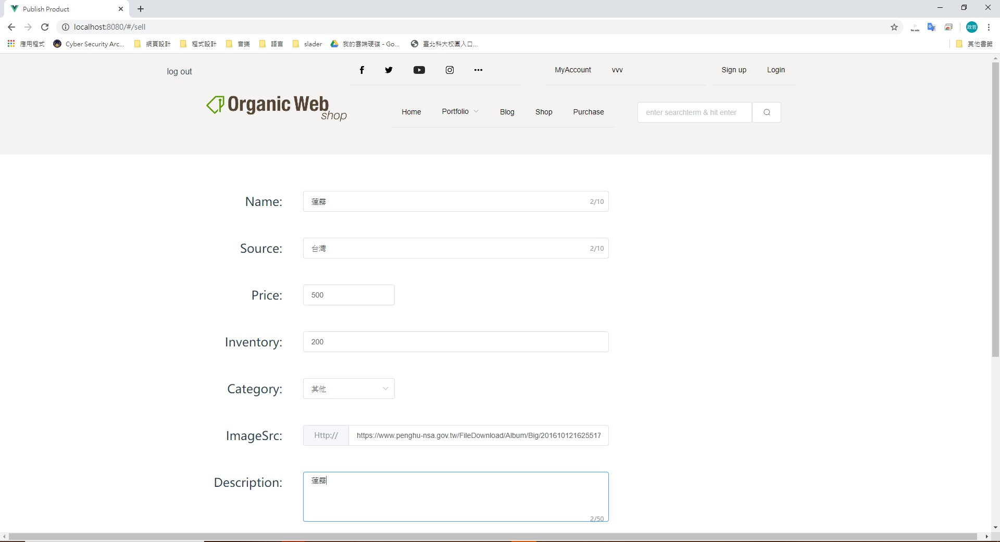 Publish Product
localhost:8080/#/sell
No ads
政哲
應用程式
Cyber Security Arc...
網頁設計
程式設計
音樂
語言
slader
我的雲端硬碟 - Go...
臺北科大校園入口...
其他書籤
log out
MyAccount
vvv
Sign up
Login
Organic Web
shop
Home
Portfolio
Blog
Shop
Purchase
enter searchterm & hit enter
Name:
蓮霧
2/10
Source:
台灣
2/10
Price:
500
Inventory:
200
Category:
其他
ImageSrc:
Http://
https://www.penghu-nsa.gov.tw/FileDownload/Album/Big/201610121625517
Description:
蓮霧
2/50